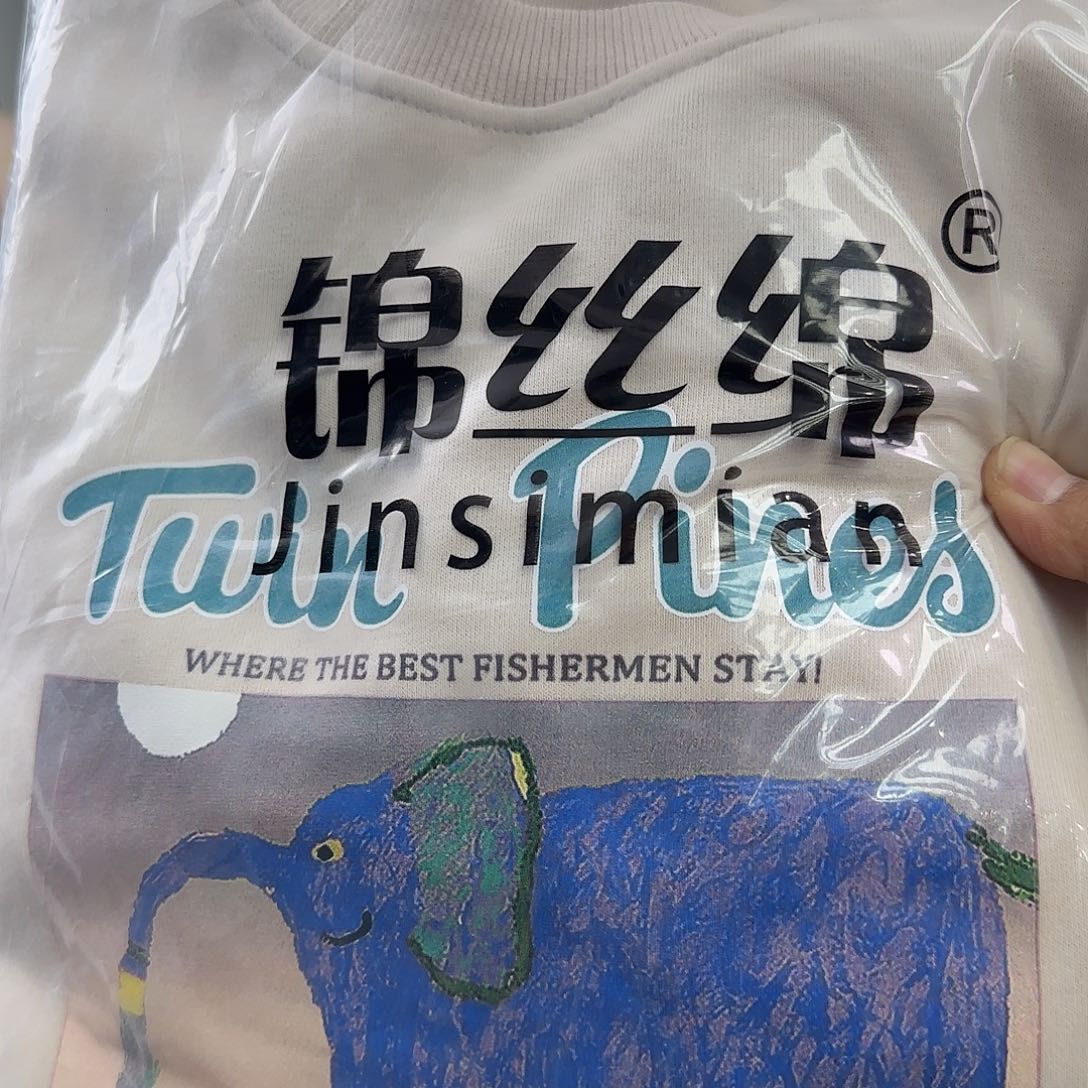 ®
锦丝绵
Jinsimian
Twin Pines
WHERE THE BEST FISHERMEN STAY!